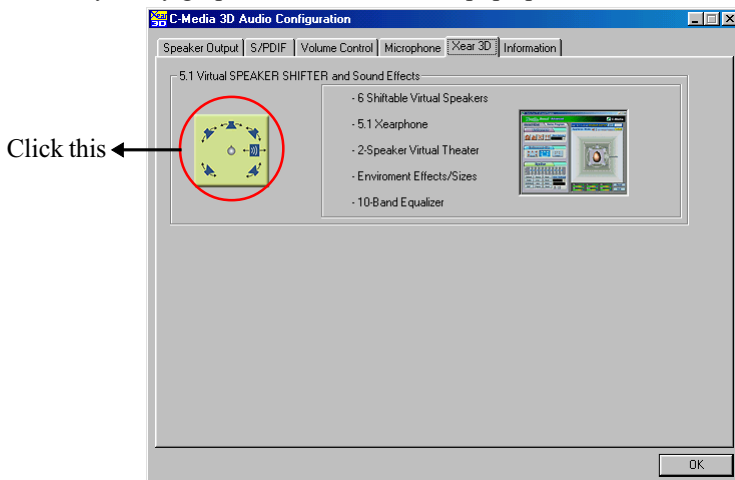 C-Media 3D Audio Configuration
Speaker Output S/PDIF Volume Control Microphone Xear 3D Information
5.1 Virtual SPEAKER SHIFTER and Sound Effects
- 6 Shiftable Virtual Speakers
- 5.1 Xearphone
Click this
- 2-Speaker Virtual Theater
- Enviroment Effects/Sizes
- 10-Band Equalizer
OK